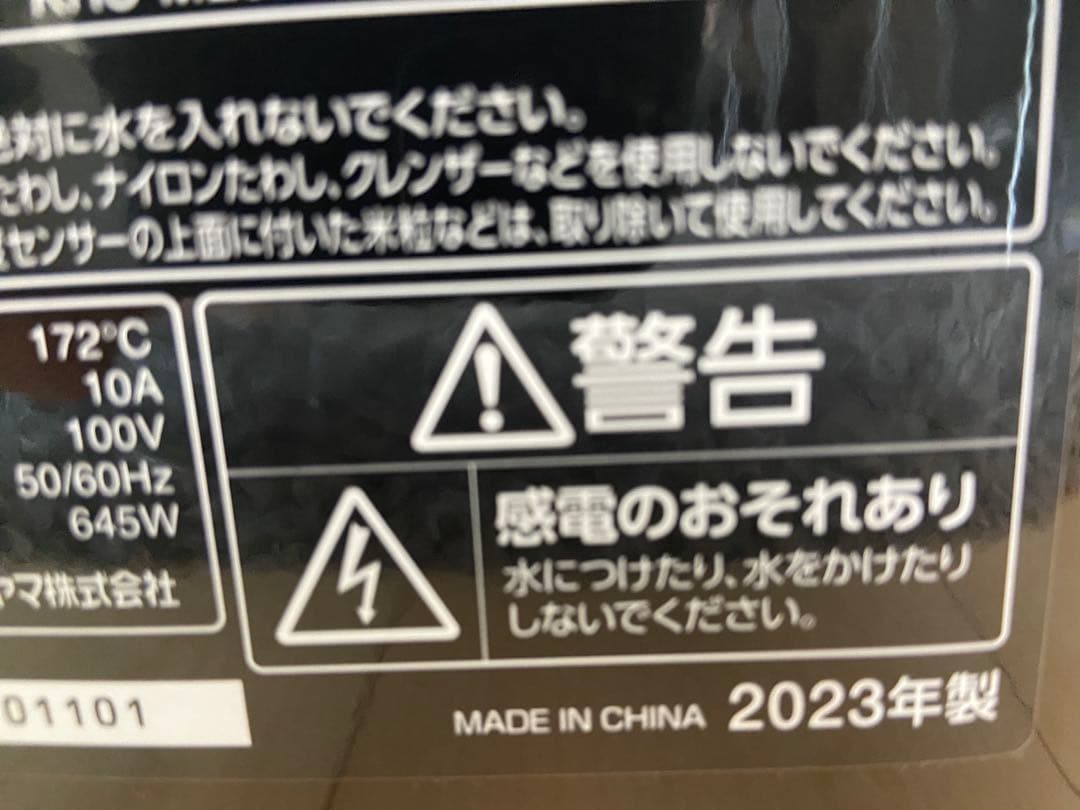 対に水を入れないでください。
たわし、ナイロンたわし、クレンザーなどを使用しないでください。
センサーの上面に付いた米粒などは、取り除いて使用してください。
172℃
10A
100V
50/60Hz
645W
ヤマ株式会社
警告
感電のおそれあり
水につけたり、水をかけたり
しないでください。
01101
MADE IN CHINA 2023年製